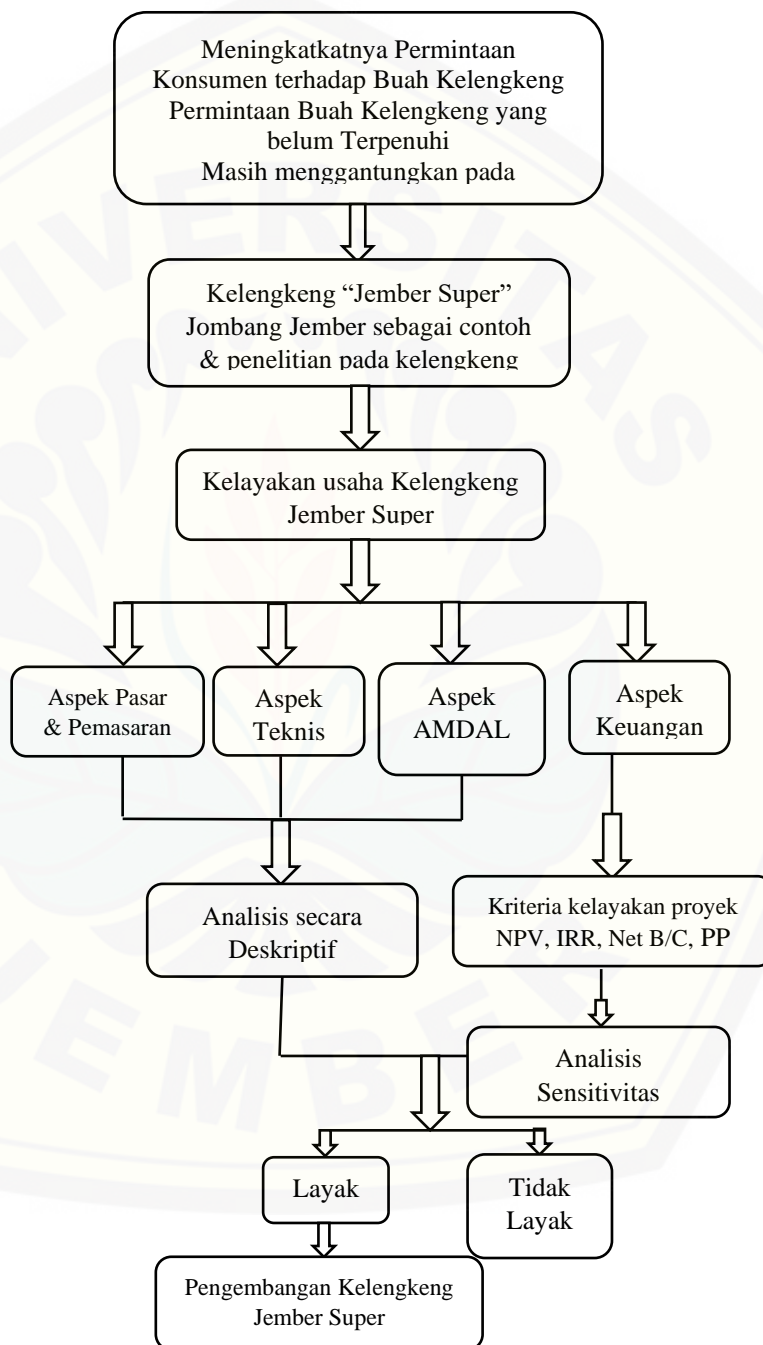 Meningkatkatnya Permintaan
Konsumen terhadap Buah Kelengkeng
Permintaan Buah Kelengkeng yang
belum Terpenuhi
Masih menggantungkan pada
Kelengkeng “Jember Super”
Jombang Jember sebagai contoh
& penelitian pada kelengkeng
Kelayakan usaha Kelengkeng
Jember Super
Aspek Pasar
& Pemasaran
Aspek
Teknis
Aspek
AMDAL
Aspek
Keuangan
Analisis secara
Deskriptif
Kriteria kelayakan proyek
NPV, IRR, Net B/C, PP
Analisis
Sensitivitas
Layak
Tidak
Layak
Pengembangan Kelengkeng
Jember Super
UNIVERSITAS
JEMBER